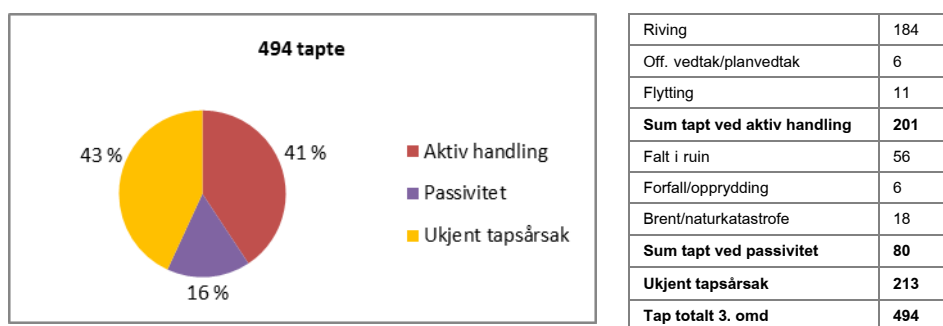 494 tapte
43 %
41 %
16 %
Aktiv handling
Passivitet
Ukjent tapsårsak
Riving 184
Off. vedtak/planvedtak 6
Flytting 11
Sum tapt ved aktiv handling 201
Falt i ruin 56
Forfall/opprydding 6
Brent/naturkatastrofe 18
Sum tapt ved passivitet 80
Ukjent tapsårsak 213
Tap totalt 3. omd 494